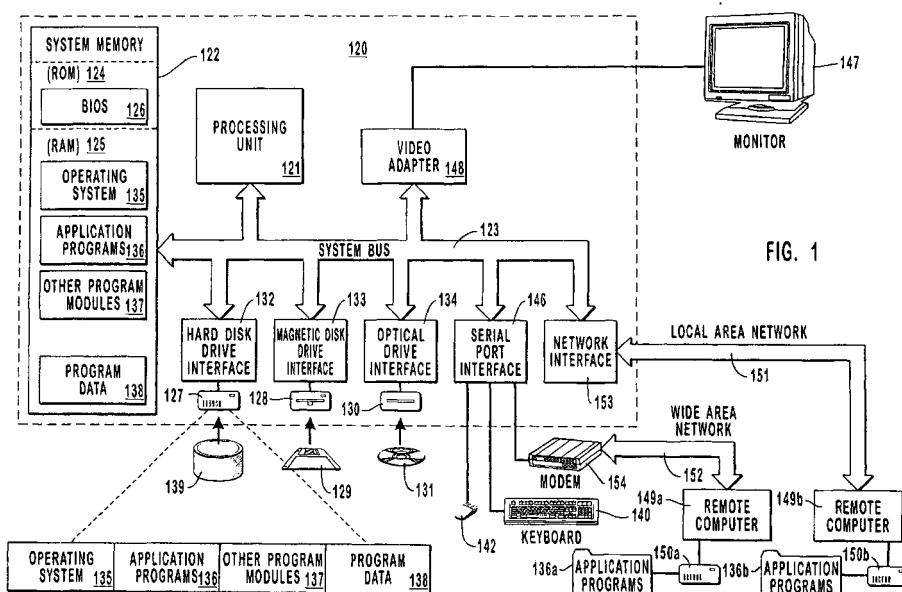 SYSTEM MEMORY
122
(ROM) 124
BIOS
126
(RAM) 125
OPERATING
SYSTEM 135
APPLICATION
PROGRAMS 136
OTHER PROGRAM
MODULES 137
PROGRAM
DATA 138
120
PROCESSING
UNIT
121
VIDEO
ADAPTER
148
147
MONITOR
123
SYSTEM BUS
FIG. 1
132
HARD DISK
DRIVE
INTERFACE
133
MAGNETIC DISK
DRIVE
INTERFACE
134
OPTICAL
DRIVE
INTERFACE
146
SERIAL
PORT
INTERFACE
NETWORK
INTERFACE
153
LOCAL AREA NETWORK
151
127
128
130
139
129
131
WIDE AREA
NETWORK
152
MODEM
154
142
KEYBOARD
140
149a
REMOTE
COMPUTER
149b
REMOTE
COMPUTER
136a
APPLICATION
PROGRAMS
150a
136b
APPLICATION
PROGRAMS
150b
OPERATING
SYSTEM 135
APPLICATION
PROGRAMS 136
OTHER PROGRAM
MODULES 137
PROGRAM
DATA 138